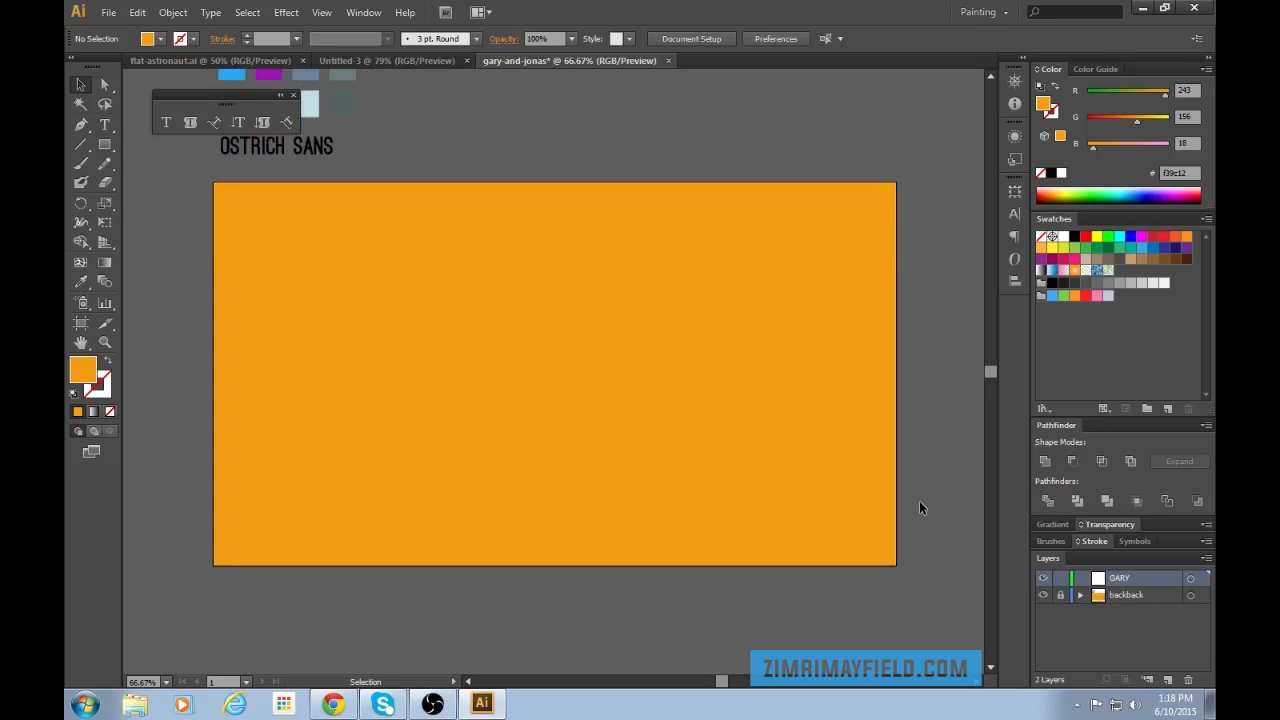 Ai File Edit Object Type Select Effect View Window Help Br Painting
No Selection Stroke: 3 pt. Round Opacity: 100% Style: Document Setup Preferences
flat-astronaut.ai @ 50% (RGB/Preview) × Untitled-3 @ 79% (RGB/Preview) × gary-and-jonas* @ 66.67% (RGB/Preview) ×
Color Color Guide
R 243
G 156
B 18
# f39c12
OSTRICH SANS
Swatches
Pathfinder
Shape Modes:
Expand
Pathfinders:
Gradient Transparency
Brushes Stroke Symbols
Layers
GARY
backback
2 Layers
66.67% 1 Selection
ZIMRIMAYFIELD.COM
Ai
1:18 PM
6/10/2015